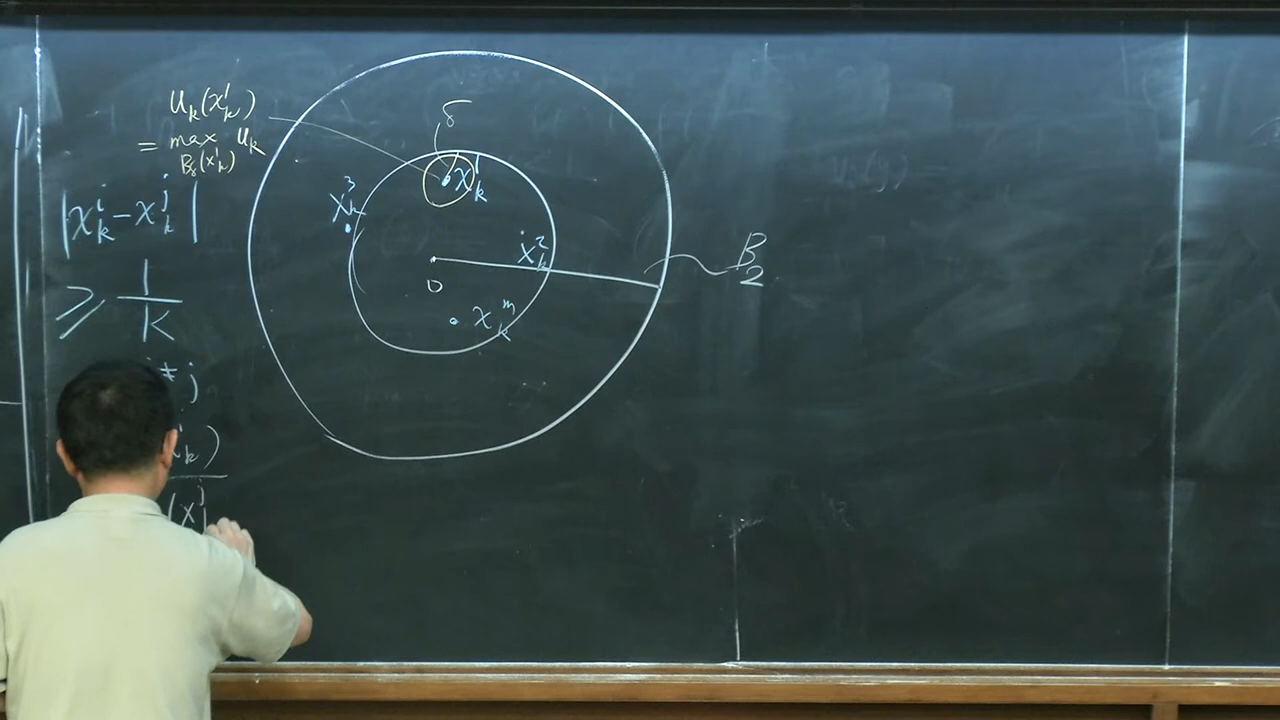 u_k(x_k^1)
= max u_k
B_δ(x_k^1)
|x_k^i - x_k^j|
≥ 1/K
≠ j
k)
(x^j
δ
x_k^1
x_k^3
x_k^2
0
x_k^m
B_2